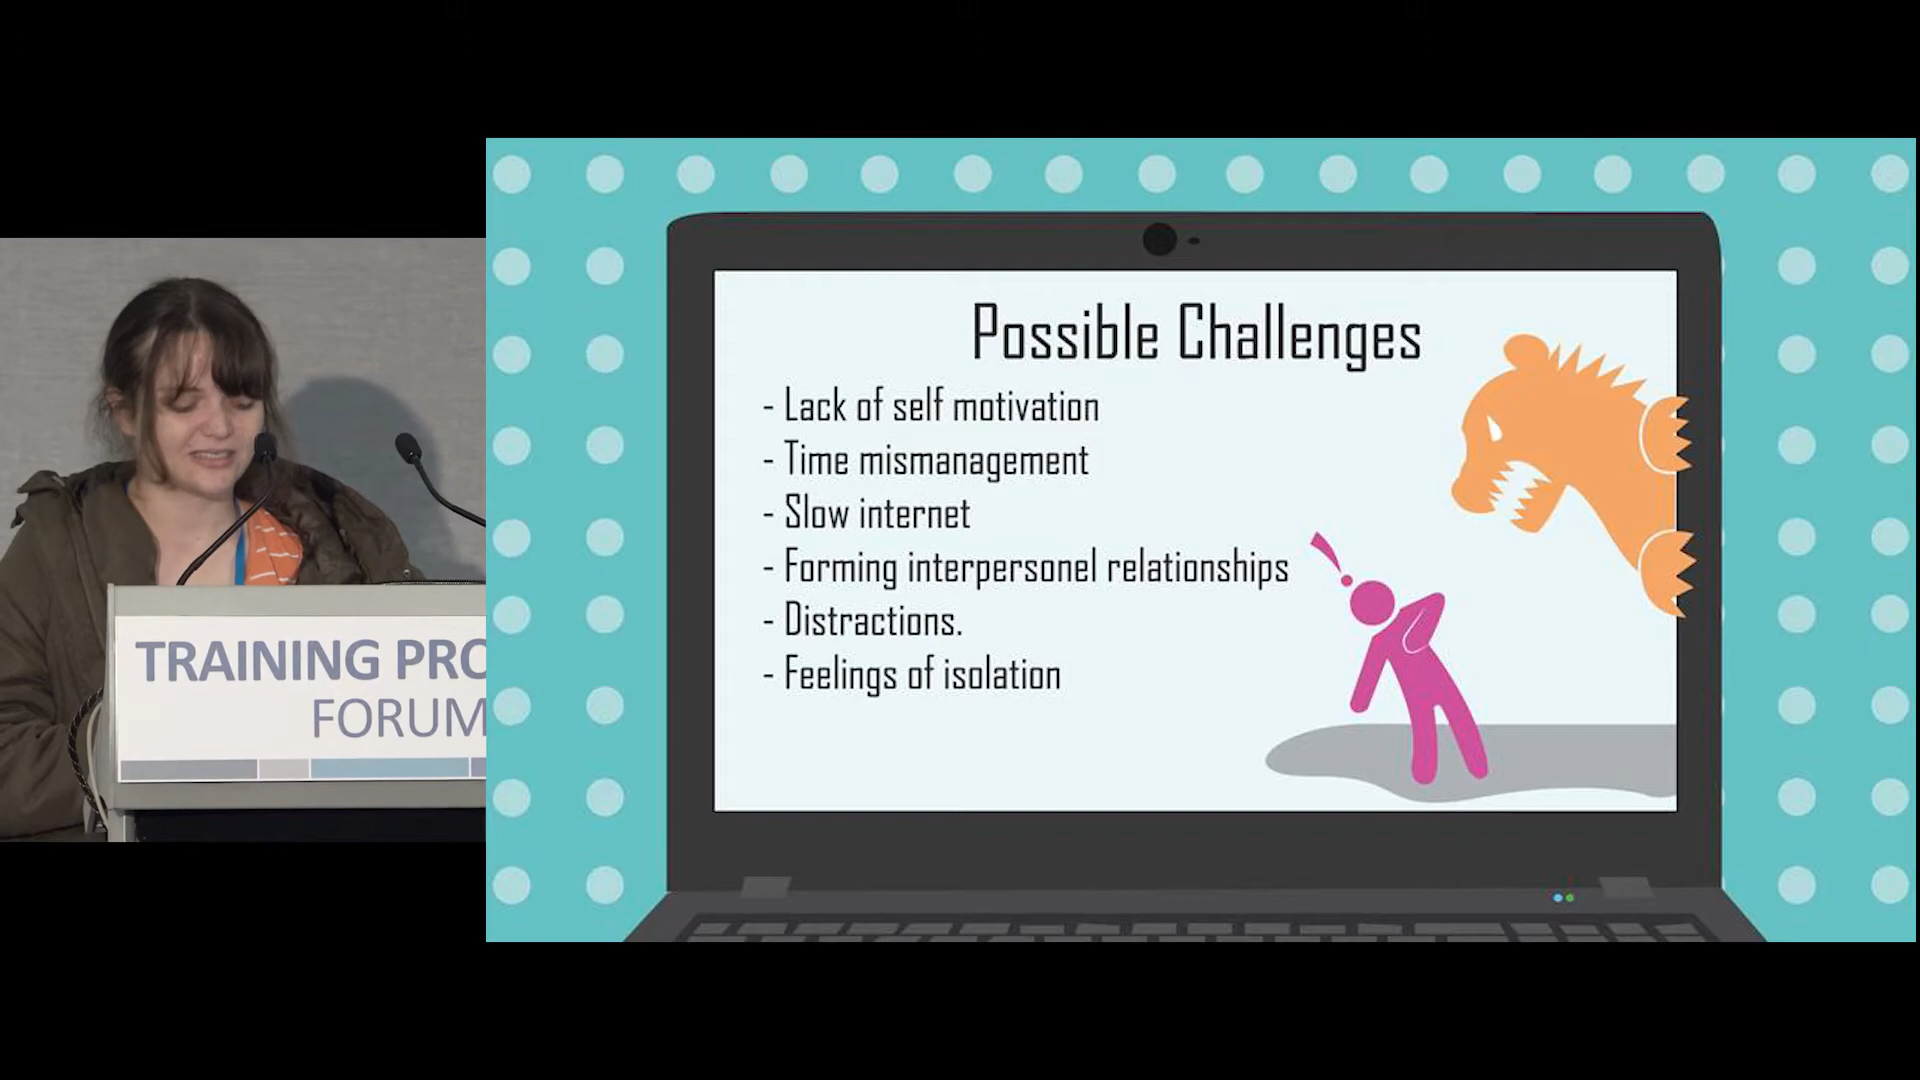 TRAINING PRO
FORUM
Possible Challenges
- Lack of self motivation
- Time mismanagement
- Slow internet
- Forming interpersonel relationships
- Distractions.
- Feelings of isolation